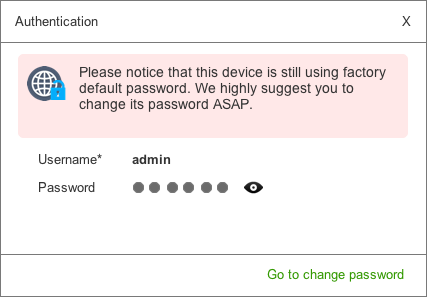 Authentication X
Please notice that this device is still using factory
default password. We highly suggest you to
change its password ASAP.
Username* admin
Password ●●●●●●
Go to change password